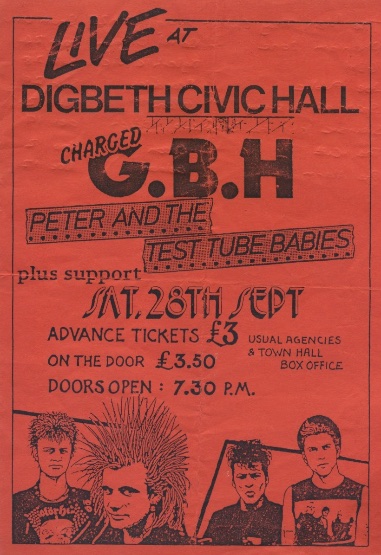 LIVE AT
DIGBETH CIVIC HALL
CHARGED
G.B.H
PETER AND THE
TEST TUBE BABIES
plus support
SAT, 28TH SEPT
ADVANCE TICKETS £3 USUAL AGENCIES
& TOWN HALL
BOX OFFICE
ON THE DOOR £3.50
DOORS OPEN : 7.30 P.M.